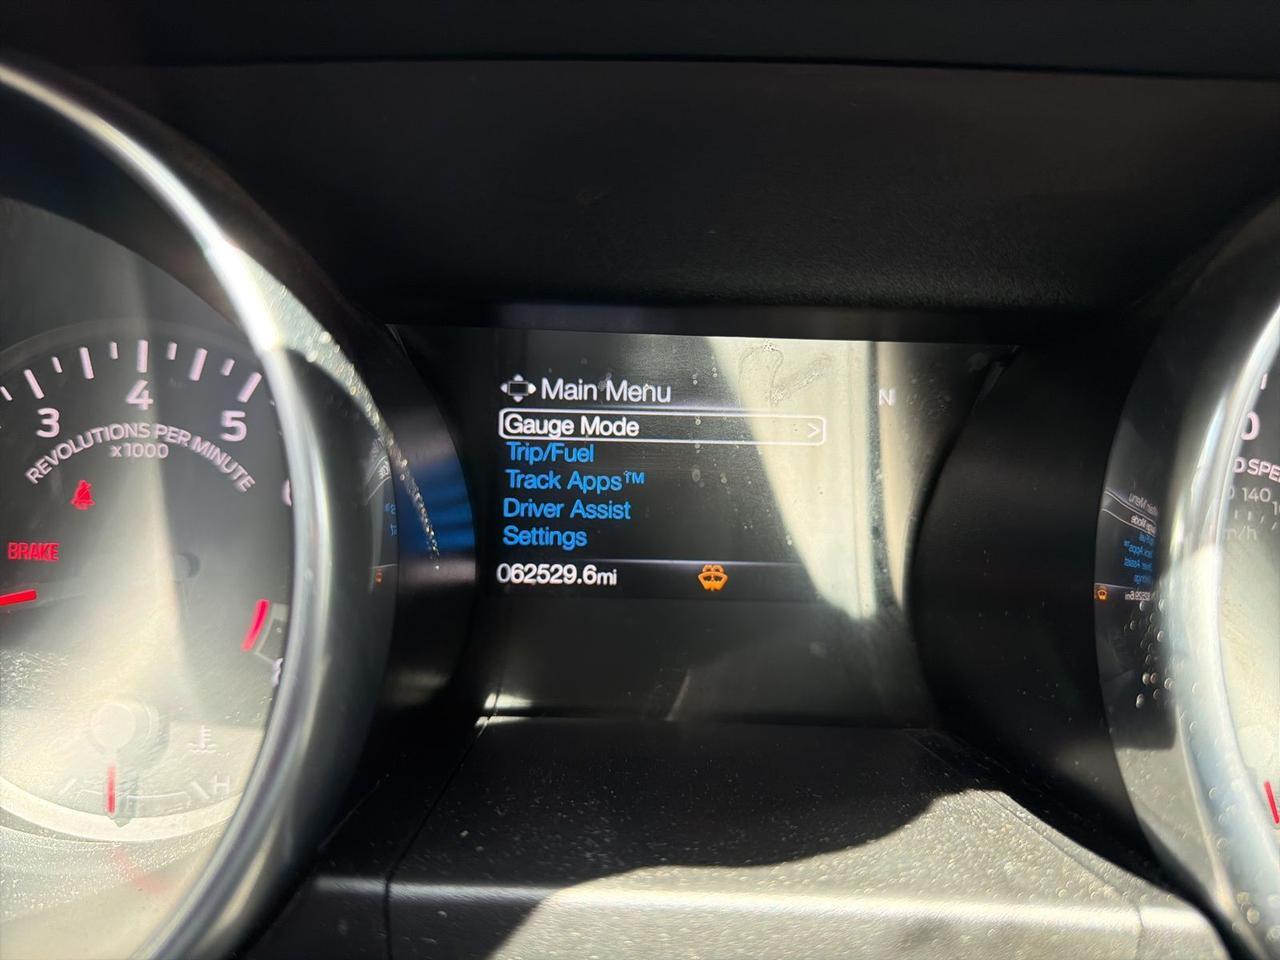 Main Menu
N
Gauge Mode >
Trip/Fuel
Track Apps™
Driver Assist
Settings
062529.6mi
3
4
5
REVOLUTIONS PER MINUTE
x1000
BRAKE
H
0
140